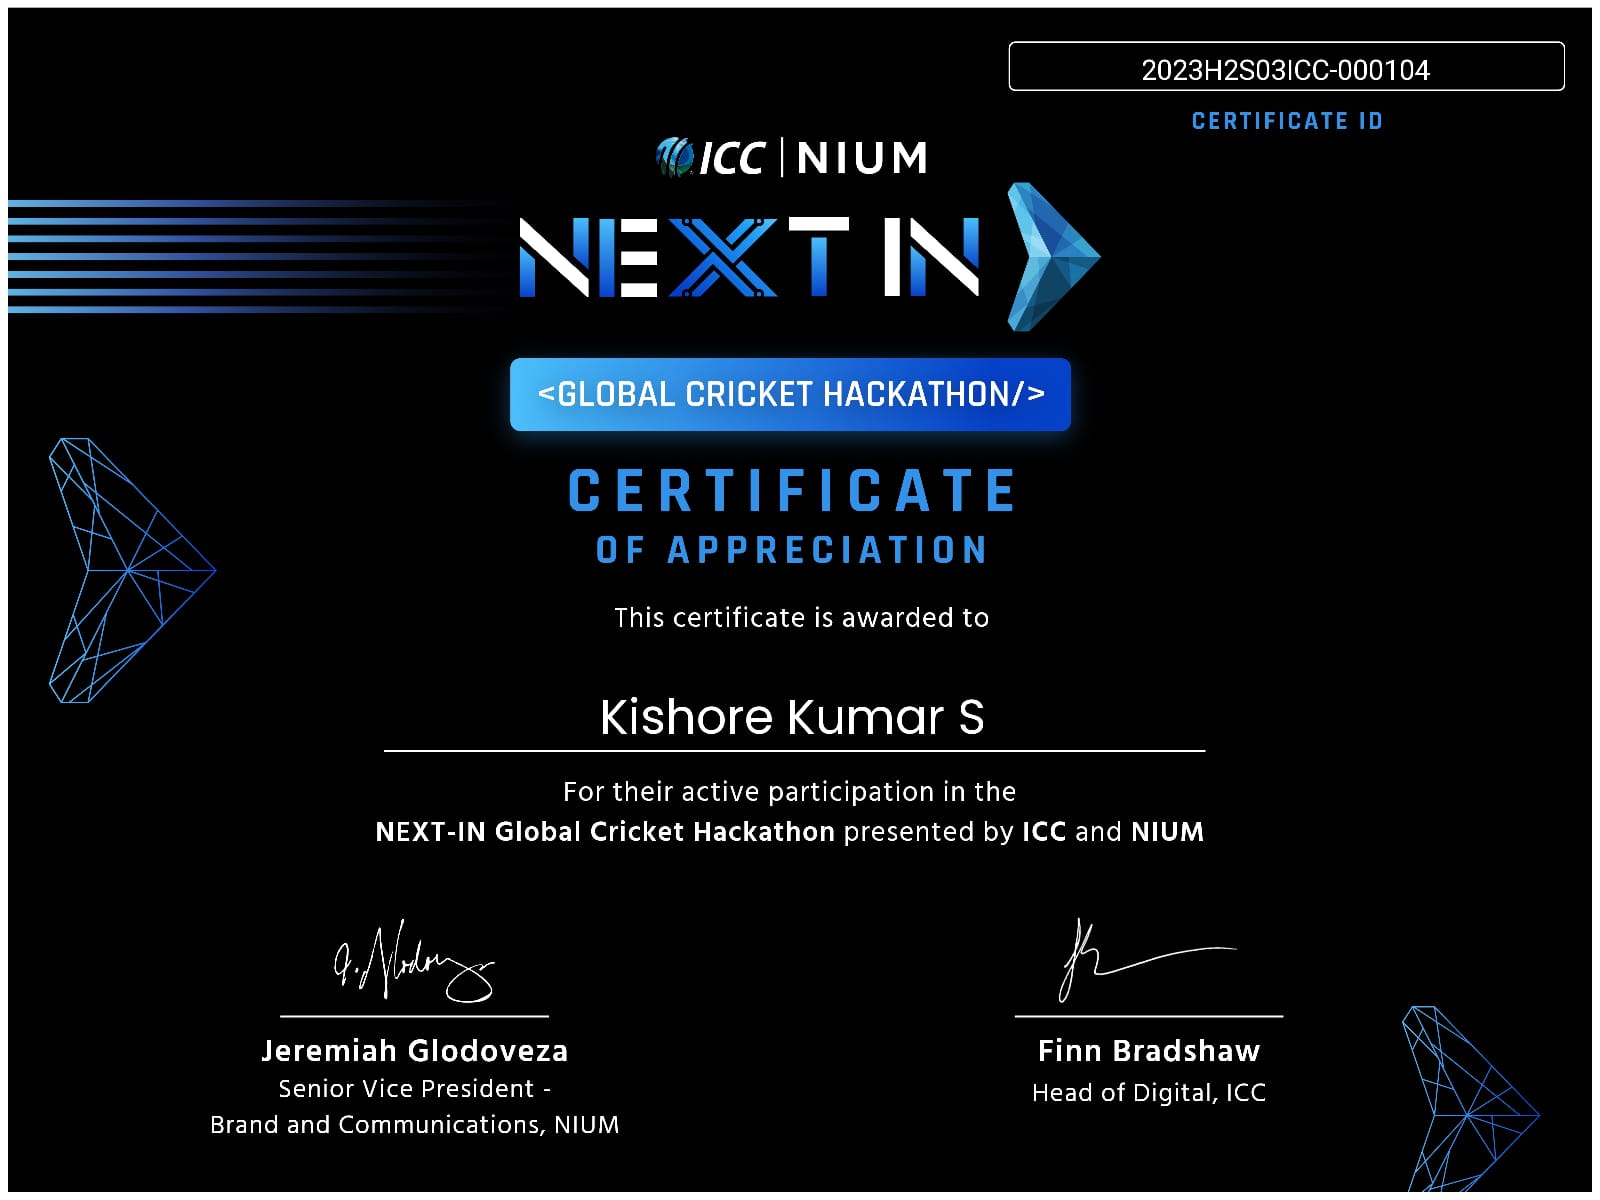 2023H2S03ICC-000104
CERTIFICATE ID
ICC | NIUM
NEXT IN
<GLOBAL CRICKET HACKATHON/>
CERTIFICATE
OF APPRECIATION
This certificate is awarded to
Kishore Kumar S
For their active participation in the
NEXT-IN Global Cricket Hackathon presented by ICC and NIUM
Jeremiah Glodoveza
Senior Vice President -
Brand and Communications, NIUM
Finn Bradshaw
Head of Digital, ICC